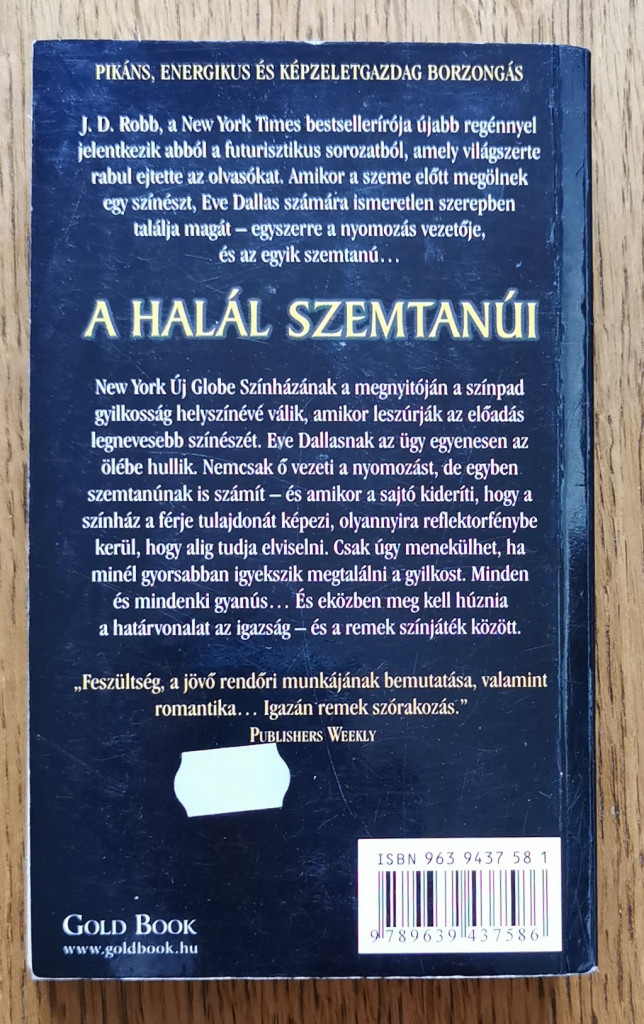 PIKÁNS, ENERGIKUS ÉS KÉPZELETGAZDAG BORZONGÁS
J. D. Robb, a New York Times bestsellerírója újabb regénnyel
jelentkezik abból a futurisztikus sorozatból, amely világszerte
rabul ejtette az olvasókat. Amikor a szeme előtt megölnek
egy színészt, Eve Dallas számára ismeretlen szerepben
találja magát – egyszerre a nyomozás vezetője,
és az egyik szemtanú…
A HALÁL SZEMTANÚI
New York Új Globe Színházának a megnyitóján a színpad
gyilkosság helyszínévé válik, amikor leszúrják az előadás
legnevesebb színészét. Eve Dallasnak az ügy egyenesen az
ölébe hullik. Nemcsak ő vezeti a nyomozást, de egyben
szemtanúnak is számít – és amikor a sajtó kideríti, hogy a
színház a férje tulajdonát képezi, olyannyira reflektorfénybe
kerül, hogy alig tudja elviselni. Csak úgy menekülhet, ha
minél gyorsabban igyekszik megtalálni a gyilkost. Minden
és mindenki gyanús… És eközben meg kell húznia
a határvonalat az igazság – és a remek színjáték között.
„Feszültség, a jövő rendőri munkájának bemutatása, valamint
romantika… Igazán remek szórakozás.”
PUBLISHERS WEEKLY
ISBN 963 9437 58 1
9 789639 437586
GOLD BOOK
www.goldbook.hu